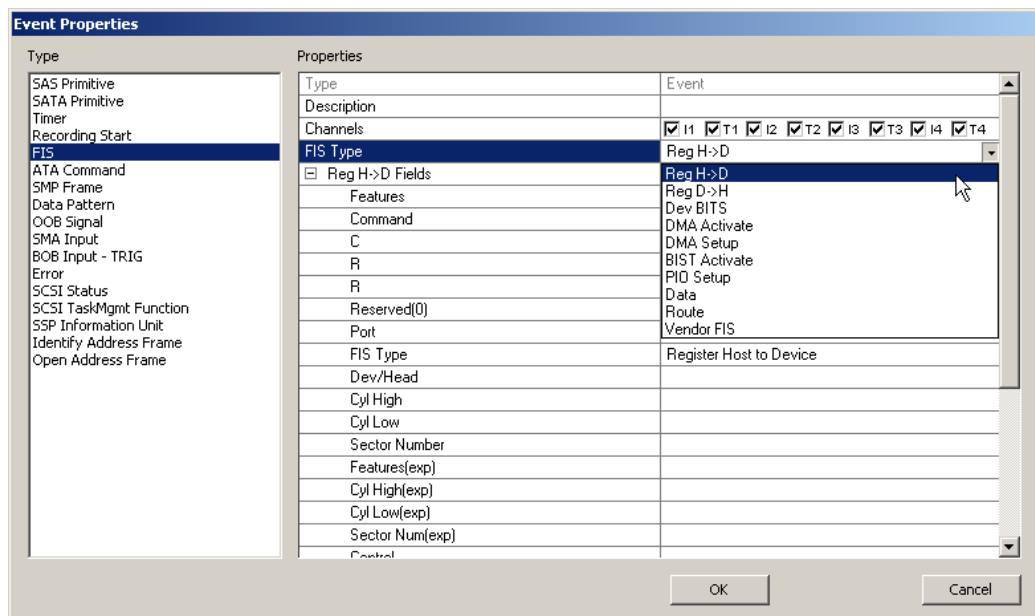 Event Properties
Type
Properties
SAS Primitive
SATA Primitive
Timer
Recording Start
FIS
ATA Command
SMP Frame
Data Pattern
OOB Signal
SMA Input
BOB Input - TRIG
Error
SCSI Status
SCSI TaskMgmt Function
SSP Information Unit
Identify Address Frame
Open Address Frame
Type Event
Description
Channels I1 T1 I2 T2 I3 T3 I4 T4
FIS Type Reg H->D
Reg H->D Fields
Features
Command
C
R
R
Reserved(0)
Port
Reg H->D
Reg D->H
Dev BITS
DMA Activate
DMA Setup
BIST Activate
PIO Setup
Data
Route
Vendor FIS
FIS Type Register Host to Device
Dev/Head
Cyl High
Cyl Low
Sector Number
Features(exp)
Cyl High(exp)
Cyl Low(exp)
Sector Num(exp)
Control
OK
Cancel